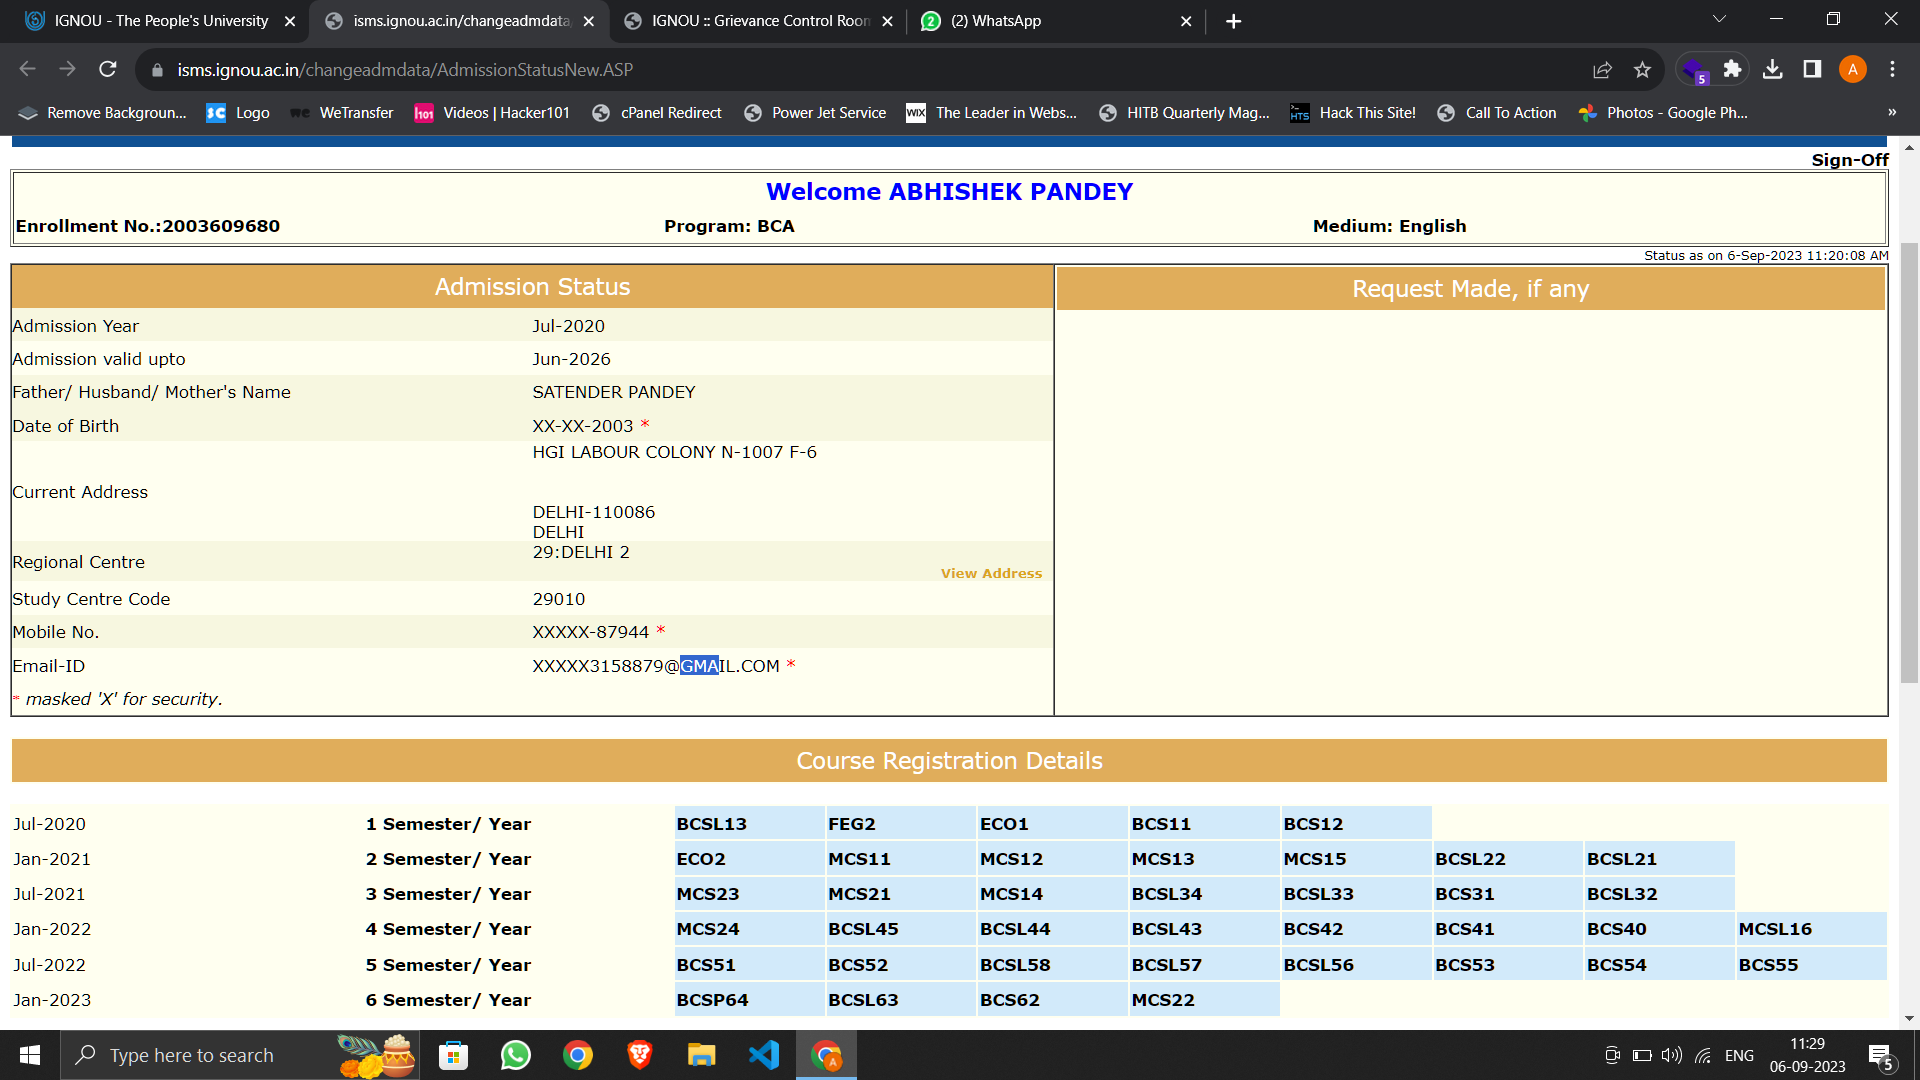 IGNOU - The People's University
isms.ignou.ac.in/changeadmdata
IGNOU :: Grievance Control Room
(2) WhatsApp
isms.ignou.ac.in/changeadmdata/AdmissionStatusNew.ASP
5
A
Remove Backgroun...
SC Logo
we WeTransfer
h101 Videos | Hacker101
cPanel Redirect
Power Jet Service
WIX The Leader in Webs...
HITB Quarterly Mag...
HTS Hack This Site!
Call To Action
Photos - Google Ph...
»
Sign-Off
Welcome ABHISHEK PANDEY
Enrollment No.:2003609680 Program: BCA Medium: English
Status as on 6-Sep-2023 11:20:08 AM
Admission Status
Request Made, if any
Admission Year Jul-2020
Admission valid upto Jun-2026
Father/ Husband/ Mother's Name SATENDER PANDEY
Date of Birth XX-XX-2003 *
HGI LABOUR COLONY N-1007 F-6
Current Address
DELHI-110086
DELHI
29:DELHI 2
Regional Centre
View Address
Study Centre Code 29010
Mobile No. XXXXX-87944 *
Email-ID XXXXX3158879@GMAIL.COM *
* masked 'X' for security.
Course Registration Details
Jul-2020 1 Semester/ Year BCSL13 FEG2 ECO1 BCS11 BCS12
Jan-2021 2 Semester/ Year ECO2 MCS11 MCS12 MCS13 MCS15 BCSL22 BCSL21
Jul-2021 3 Semester/ Year MCS23 MCS21 MCS14 BCSL34 BCSL33 BCS31 BCSL32
Jan-2022 4 Semester/ Year MCS24 BCSL45 BCSL44 BCSL43 BCS42 BCS41 BCS40 MCSL16
Jul-2022 5 Semester/ Year BCS51 BCS52 BCSL58 BCSL57 BCSL56 BCS53 BCS54 BCS55
Jan-2023 6 Semester/ Year BCSP64 BCSL63 BCS62 MCS22
Type here to search
A
ENG
11:29
06-09-2023
5